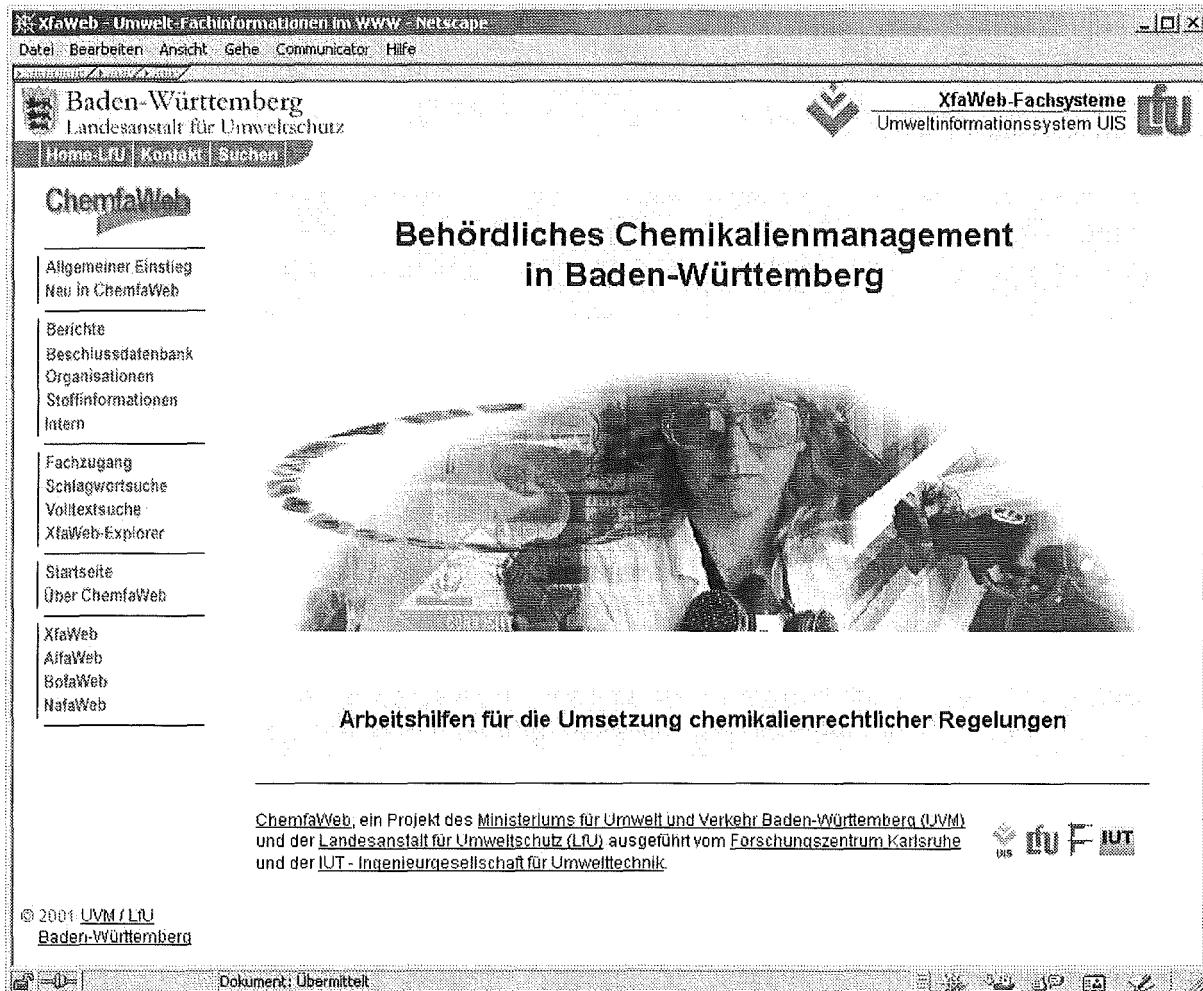 XfaWeb - Umwelt-Fachinformationen im WWW - Netscape
Datei Bearbeiten Ansicht Gehe Communicator Hilfe
Baden-Württemberg
Landesanstalt für Umweltschutz
XfaWeb-Fachsysteme
Umweltinformationssystem UIS
LfU
Home-LfU Kontakt Suchen
ChemfaWeb
Allgemeiner Einstieg
Neu in ChemfaWeb
Berichte
Beschlussdatenbank
Organisationen
Stoffinformationen
Intern
Fachzugang
Schlagwortsuche
Volltextsuche
XfaWeb-Explorer
Startseite
Über ChemfaWeb
XfaWeb
AlfaWeb
BofaWeb
NafaWeb
Behördliches Chemikalienmanagement
in Baden-Württemberg
Arbeitshilfen für die Umsetzung chemikalienrechtlicher Regelungen
ChemfaWeb, ein Projekt des Ministeriums für Umwelt und Verkehr Baden-Württemberg (UVM)
und der Landesanstalt für Umweltschutz (LfU) ausgeführt vom Forschungszentrum Karlsruhe
und der IUT - Ingenieurgesellschaft für Umwelttechnik.
UIS LfU IUT
© 2001 UVM / LfU
Baden-Württemberg
Dokument: Übermittelt